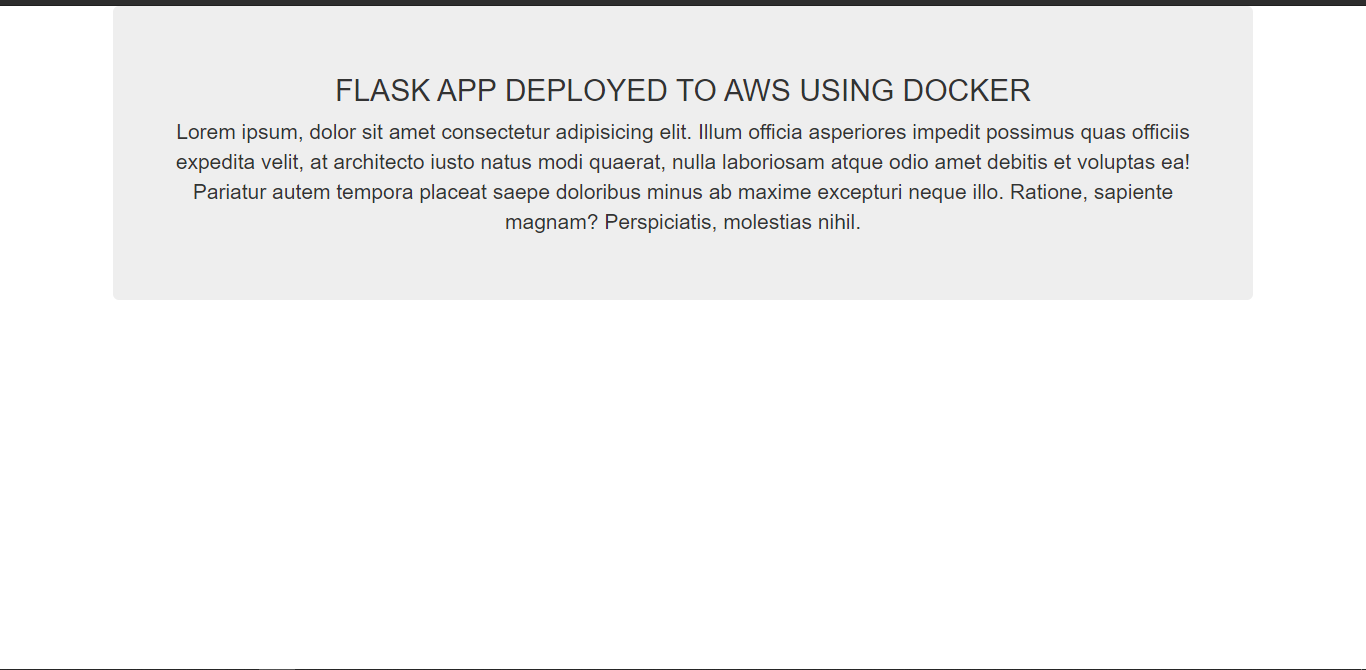 FLASK APP DEPLOYED TO AWS USING DOCKER
Lorem ipsum, dolor sit amet consectetur adipisicing elit. Illum officia asperiores impedit possimus quas officiis
expedita velit, at architecto iusto natus modi quaerat, nulla laboriosam atque odio amet debitis et voluptas ea!
Pariatur autem tempora placeat saepe doloribus minus ab maxime excepturi neque illo. Ratione, sapiente
magnam? Perspiciatis, molestias nihil.